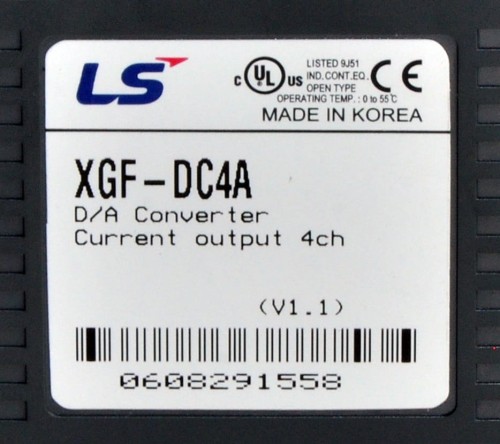 LS
c UL us
LISTED 9J51
IND.CONT.EQ.
OPEN TYPE
CE
OPERATING TEMP.: 0 to 55℃
MADE IN KOREA
XGF-DC4A
D/A Converter
Current output 4ch
(V1.1)
0608291558